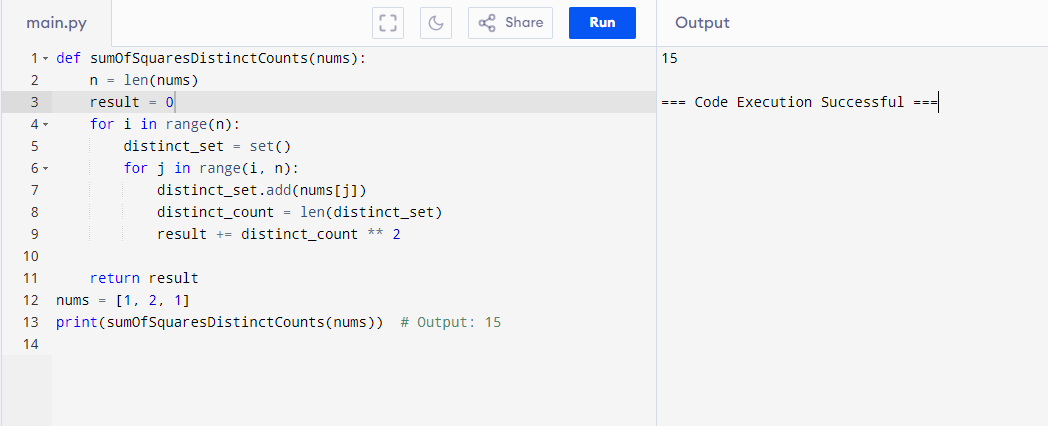 main.py
Share
Run
Output
1 def sumOfSquaresDistinctCounts(nums):
2     n = len(nums)
3     result = 0
4     for i in range(n):
5         distinct_set = set()
6         for j in range(i, n):
7             distinct_set.add(nums[j])
8             distinct_count = len(distinct_set)
9             result += distinct_count ** 2
10
11     return result
12 nums = [1, 2, 1]
13 print(sumOfSquaresDistinctCounts(nums))  # Output: 15
14
15
=== Code Execution Successful ===